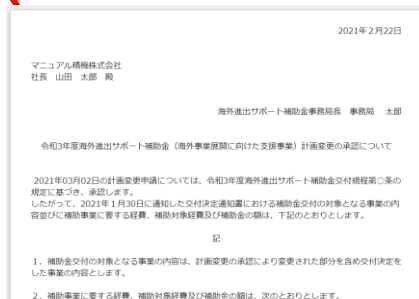 2021年2月22日
マニュアル精機株式会社
社長 山田 太郎 殿
海外進出サポート補助金事務局長 事務局 太郎
令和3年度海外進出サポート補助金（海外事業展開に向けた支援事業）計画変更の承認について
2021年03月02日の計画変更申請については、令和3年度海外進出サポート補助金交付規程第○条の
規定に基づき、承認します。
したがって、2021年1月30日に通知した交付決定通知書における補助金交付の対象となる事業の内
容並びに補助事業に要する経費、補助対象経費及び補助金の額は、下記のとおりとします。
記
1．補助金交付の対象となる事業の内容は、計画変更の承認により変更された部分を含め交付決定を
した事業の内容とします。
2．補助事業に要する経費、補助対象経費及び補助金の額は、次のとおりとします。